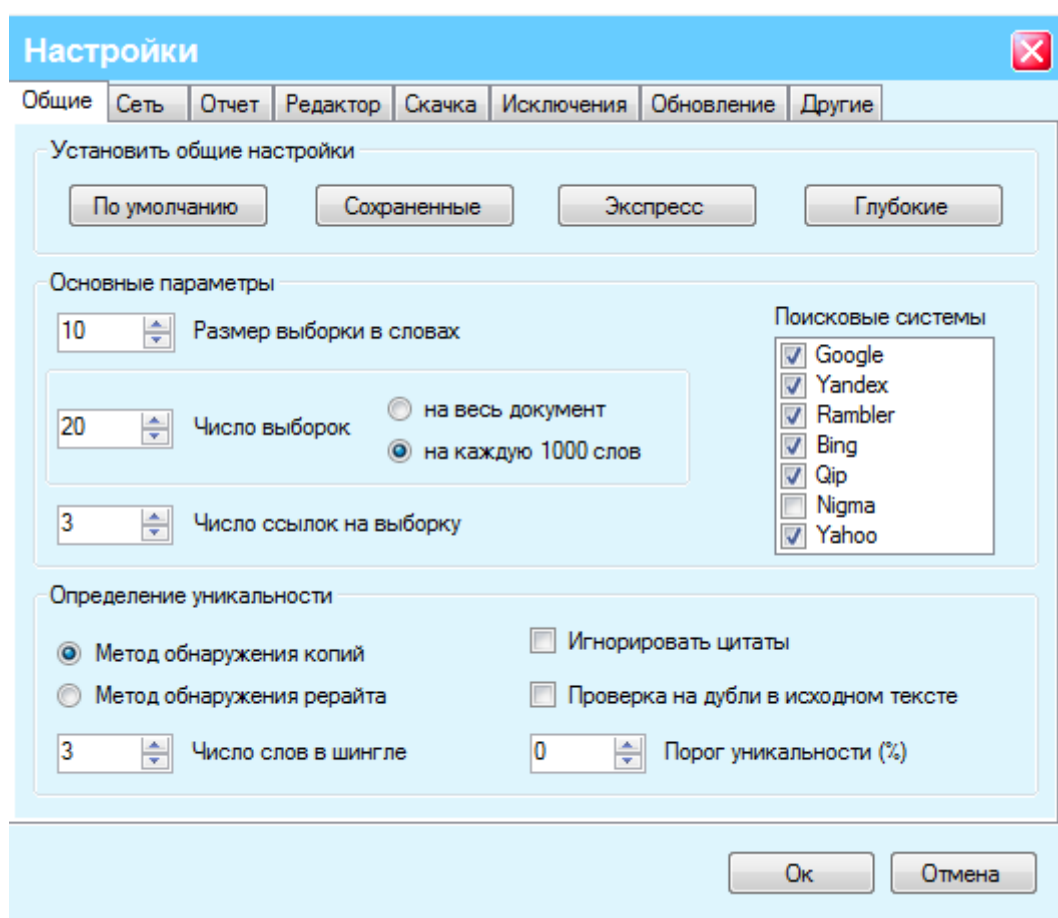 Настройки
Общие Сеть Отчет Редактор Скачка Исключения Обновление Другие
Установить общие настройки
По умолчанию Сохраненные Экспресс Глубокие
Основные параметры
10 Размер выборки в словах
20 Число выборок
на весь документ
на каждую 1000 слов
3 Число ссылок на выборку
Поисковые системы
Google
Yandex
Rambler
Bing
Qip
Nigma
Yahoo
Определение уникальности
Метод обнаружения копий
Игнорировать цитаты
Метод обнаружения рерайта
Проверка на дубли в исходном тексте
3 Число слов в шингле
0 Порог уникальности (%)
Ок Отмена